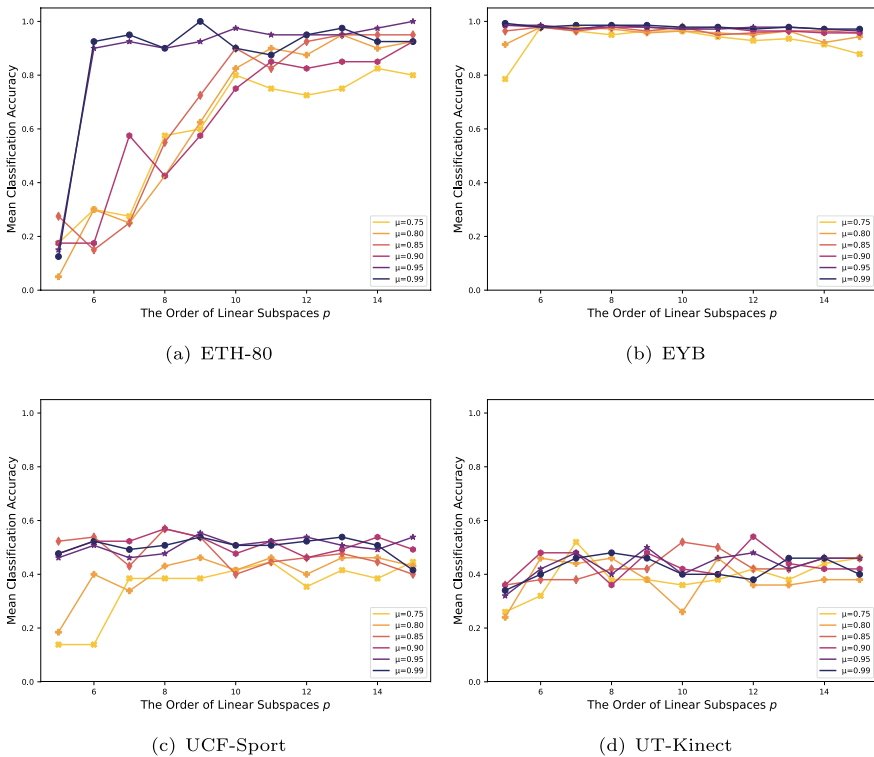 1.0
0.8
0.6
0.4
0.2
0.0
Mean Classification Accuracy
6 8 10 12 14
The Order of Linear Subspaces p
μ=0.75
μ=0.80
μ=0.85
μ=0.90
μ=0.95
μ=0.99
(a) ETH-80
1.0
0.8
0.6
0.4
0.2
0.0
Mean Classification Accuracy
6 8 10 12 14
The Order of Linear Subspaces p
μ=0.75
μ=0.80
μ=0.85
μ=0.90
μ=0.95
μ=0.99
(b) EYB
1.0
0.8
0.6
0.4
0.2
0.0
Mean Classification Accuracy
6 8 10 12 14
The Order of Linear Subspaces p
μ=0.75
μ=0.80
μ=0.85
μ=0.90
μ=0.95
μ=0.99
(c) UCF-Sport
1.0
0.8
0.6
0.4
0.2
0.0
Mean Classification Accuracy
6 8 10 12 14
The Order of Linear Subspaces p
μ=0.75
μ=0.80
μ=0.85
μ=0.90
μ=0.95
μ=0.99
(d) UT-Kinect